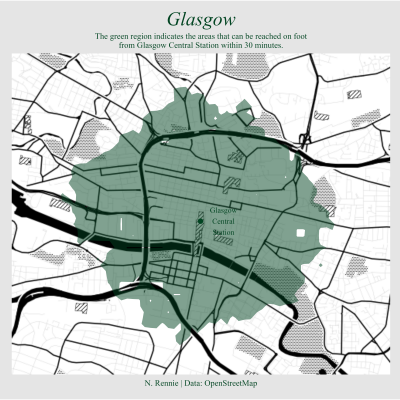 Glasgow
The green region indicates the areas that can be reached on foot
from Glasgow Central Station within 30 minutes.
Glasgow
Central
Station
N. Rennie | Data: OpenStreetMap